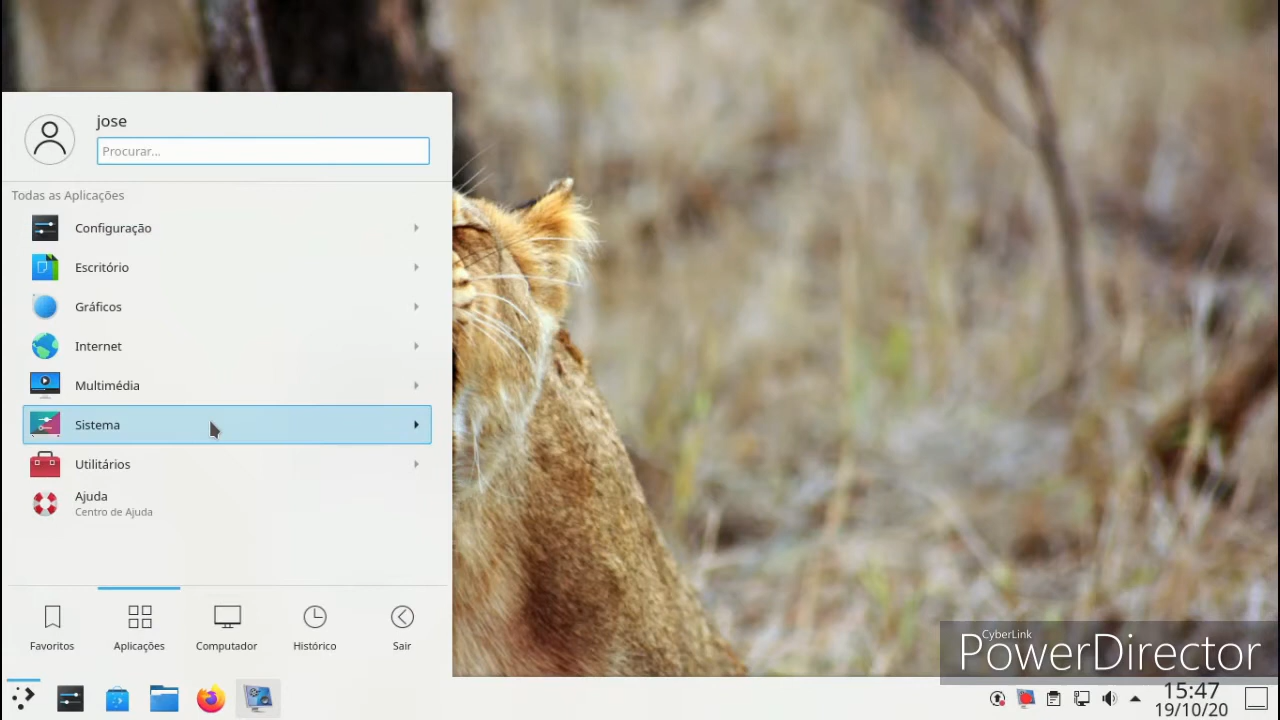 jose
Procurar...
Todas as Aplicações
Configuração
Escritório
Gráficos
Internet
Multimédia
Sistema
Utilitários
Ajuda
Centro de Ajuda
Favoritos
Aplicações
Computador
Histórico
Sair
CyberLink
PowerDirector
15:47
19/10/20